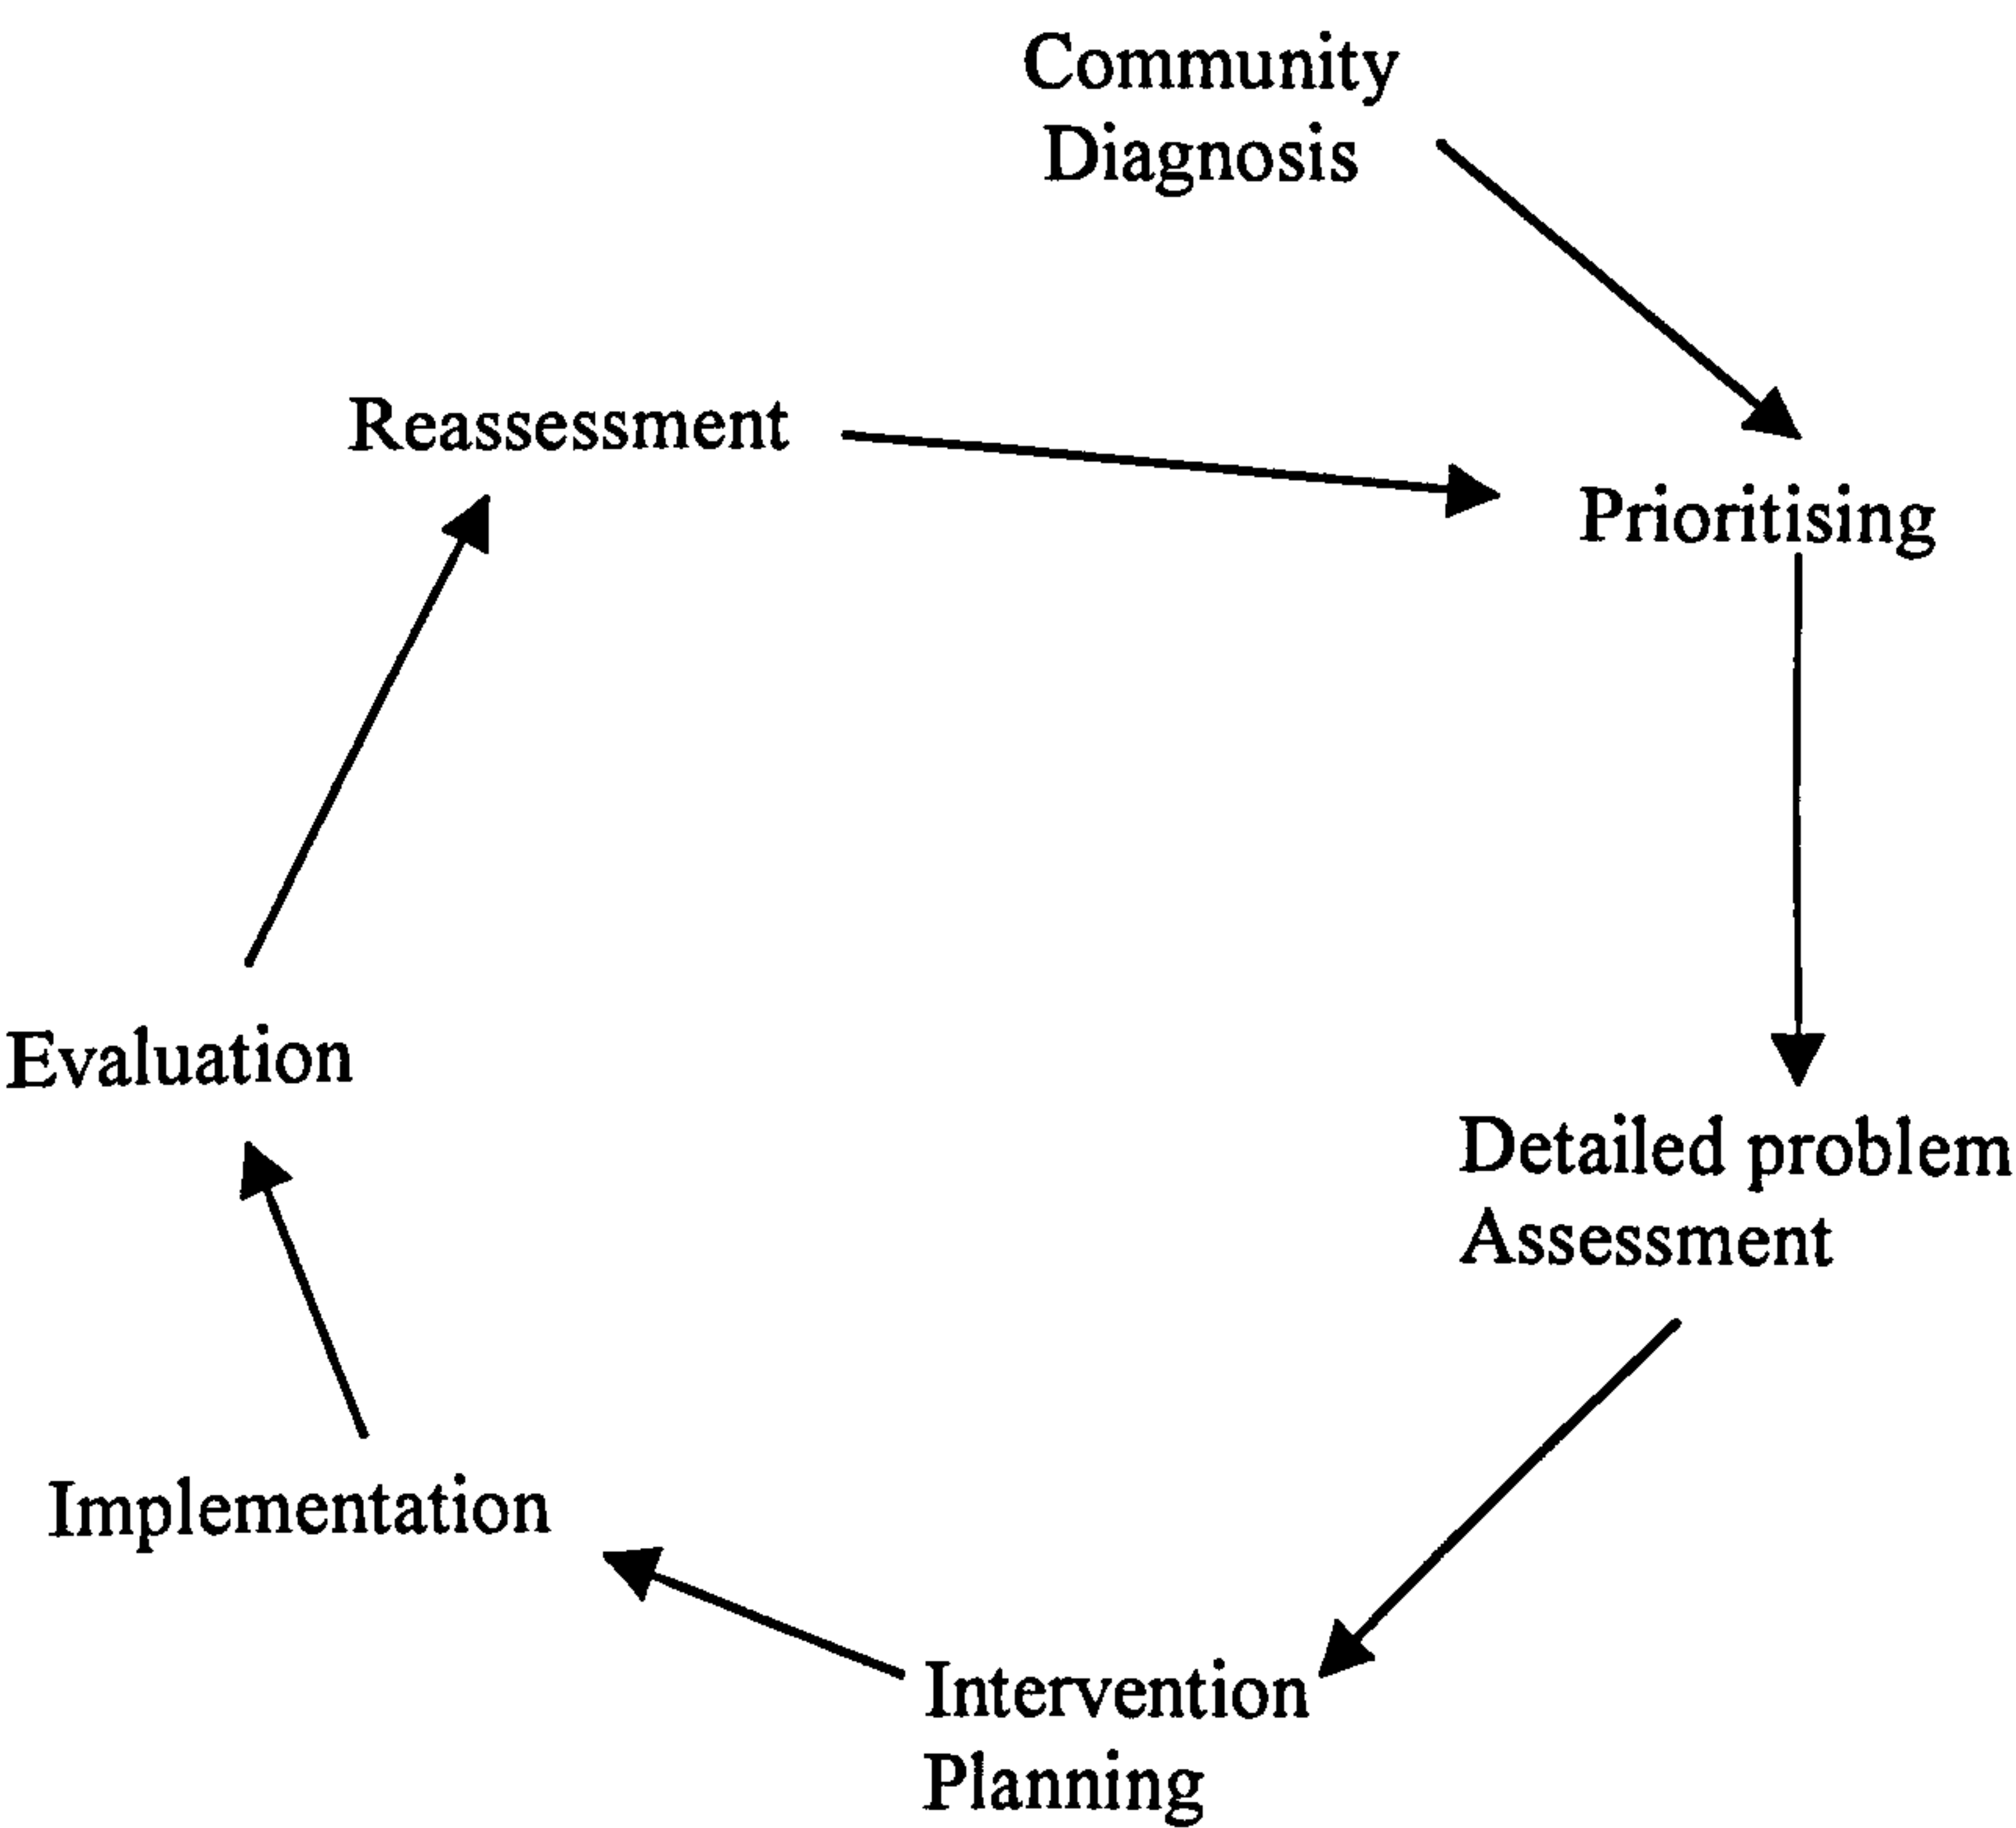 Community
Diagnosis
Reassessment
Prioritising
Evaluation
Detailed problem
Assessment
Implementation
Intervention
Planning